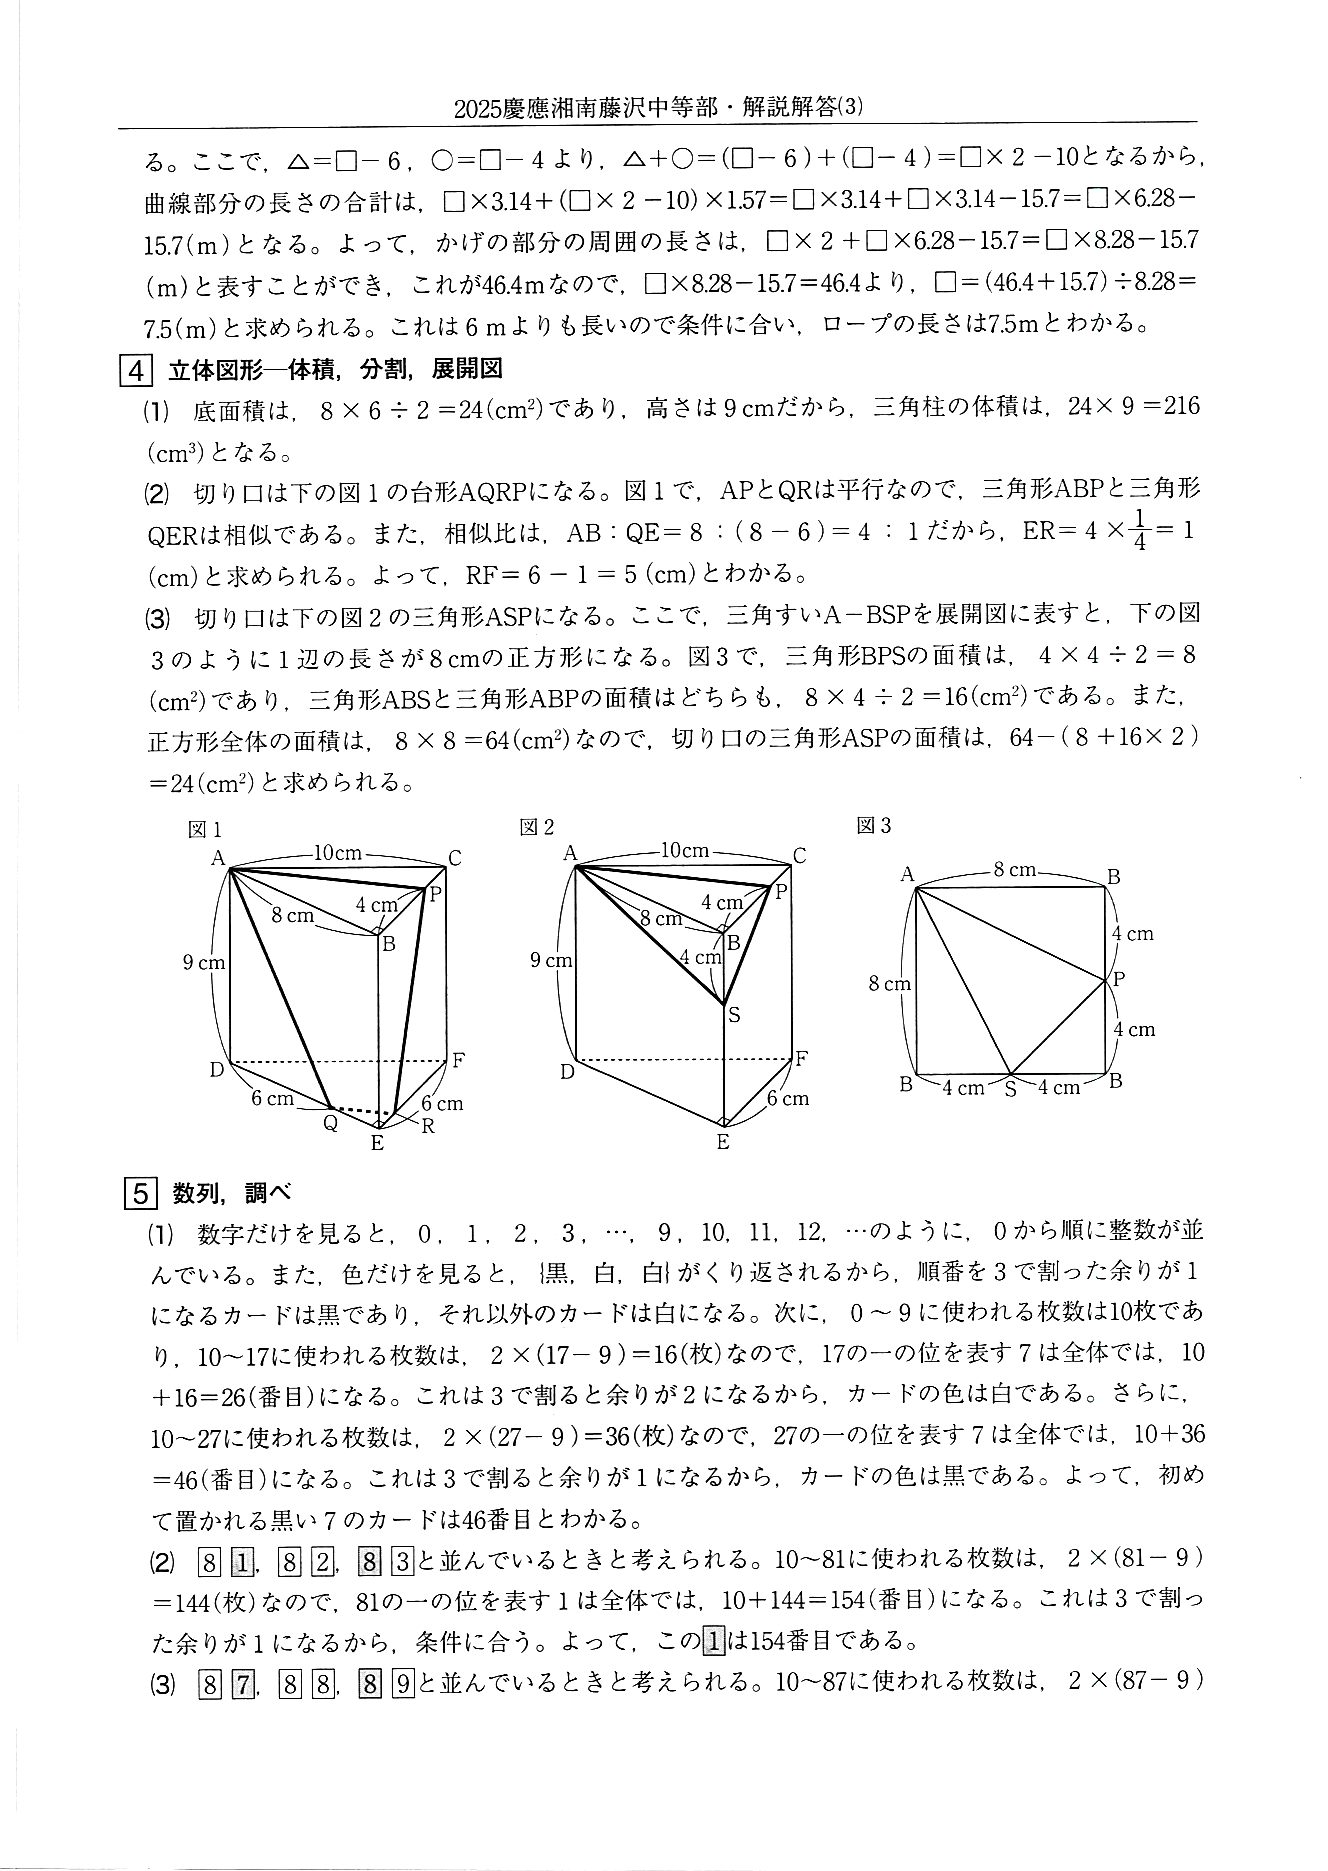 2025慶應湘南藤沢中等部・解説解答⑶
る。ここで，△＝□－6，○＝□－4より，△＋○＝(□－6)＋(□－4)＝□×2－10となるから，
曲線部分の長さの合計は，□×3.14＋(□×2－10)×1.57＝□×3.14＋□×3.14－15.7＝□×6.28－
15.7(m)となる。よって，かげの部分の周囲の長さは，□×2＋□×6.28－15.7＝□×8.28－15.7
(m)と表すことができ，これが46.4mなので，□×8.28－15.7＝46.4より，□＝(46.4＋15.7)÷8.28＝
7.5(m)と求められる。これは6mよりも長いので条件に合い，ロープの長さは7.5mとわかる。
4 立体図形―体積，分割，展開図
⑴ 底面積は，8×6÷2＝24(cm²)であり，高さは9cmだから，三角柱の体積は，24×9＝216
(cm³)となる。
⑵ 切り口は下の図1の台形AQRPになる。図1で，APとQRは平行なので，三角形ABPと三角形
QERは相似である。また，相似比は，AB：QE＝8：(8－6)＝4：1だから，ER＝4×1/4＝1
(cm)と求められる。よって，RF＝6－1＝5(cm)とわかる。
⑶ 切り口は下の図2の三角形ASPになる。ここで，三角すいA－BSPを展開図に表すと，下の図
3のように1辺の長さが8cmの正方形になる。図3で，三角形BPSの面積は，4×4÷2＝8
(cm²)であり，三角形ABSと三角形ABPの面積はどちらも，8×4÷2＝16(cm²)である。また，
正方形全体の面積は，8×8＝64(cm²)なので，切り口の三角形ASPの面積は，64－(8＋16×2)
＝24(cm²)と求められる。
図1
A
10cm
C
P
8cm
4cm
B
9cm
D
F
6cm
6cm
Q
R
E
図2
A
10cm
C
P
4cm
8cm
B
4cm
9cm
S
D
F
6cm
E
図3
A
8cm
B
4cm
8cm
P
4cm
B
4cm
S
4cm
B
5 数列，調べ
⑴ 数字だけを見ると，0，1，2，3，…，9，10，11，12，…のように，0から順に整数が並
んでいる。また，色だけを見ると，{黒，白，白}がくり返されるから，順番を3で割った余りが1
になるカードは黒であり，それ以外のカードは白になる。次に，0～9に使われる枚数は10枚であ
り，10～17に使われる枚数は，2×(17－9)＝16(枚)なので，17の一の位を表す7は全体では，10
＋16＝26(番目)になる。これは3で割ると余りが2になるから，カードの色は白である。さらに，
10～27に使われる枚数は，2×(27－9)＝36(枚)なので，27の一の位を表す7は全体では，10＋36
＝46(番目)になる。これは3で割ると余りが1になるから，カードの色は黒である。よって，初め
て置かれる黒い7のカードは46番目とわかる。
⑵ 8 1，8 2，8 3と並んでいるときと考えられる。10～81に使われる枚数は，2×(81－9)
＝144(枚)なので，81の一の位を表す1は全体では，10＋144＝154(番目)になる。これは3で割っ
た余りが1になるから，条件に合う。よって，この1は154番目である。
⑶ 8 7，8 8，8 9と並んでいるときと考えられる。10～87に使われる枚数は，2×(87－9)